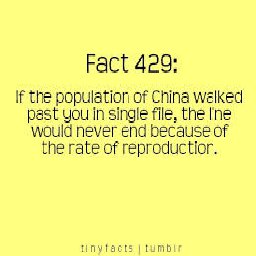 Fact 429:
If the population of China walked
past you in single file, the line
would never end because of
the rate of reproduction.
tinyfacts | tumblr